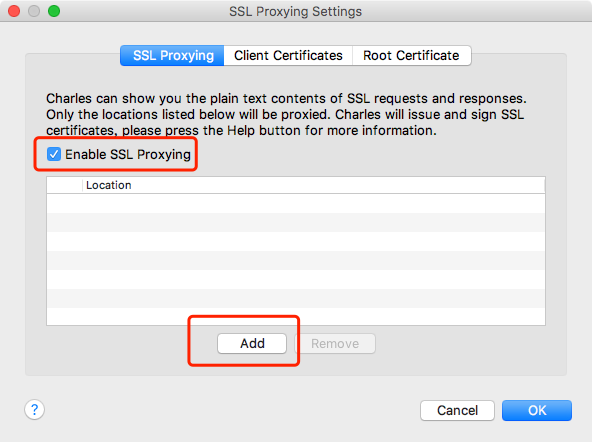 SSL Proxying Settings
SSL Proxying Client Certificates Root Certificate
Charles can show you the plain text contents of SSL requests and responses.
Only the locations listed below will be proxied. Charles will issue and sign SSL
certificates, please press the Help button for more information.
Enable SSL Proxying
Location
Add Remove
? Cancel OK